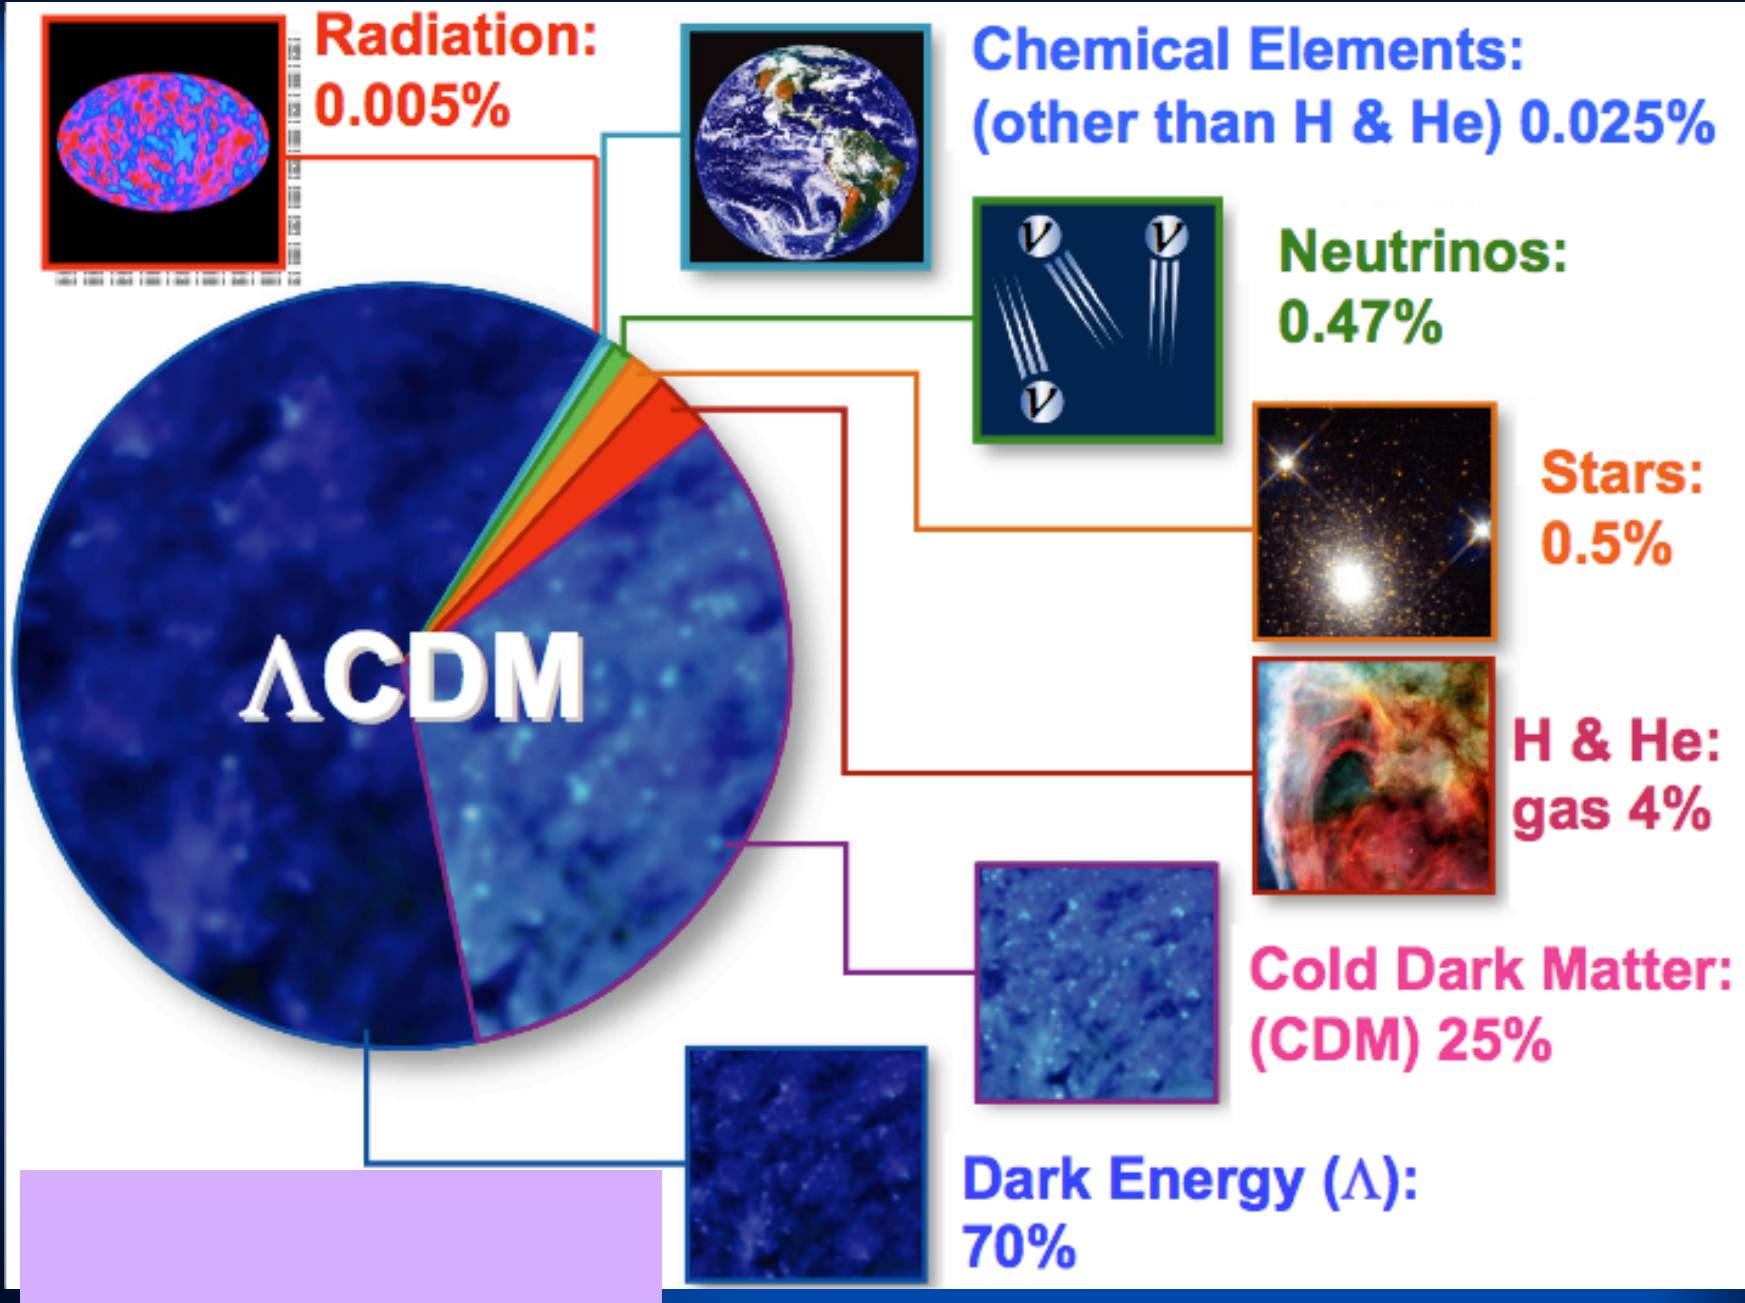 Radiation:
0.005%
Chemical Elements:
(other than H & He) 0.025%
ν ν
ν
Neutrinos:
0.47%
Stars:
0.5%
ΛCDM
H & He:
gas 4%
Cold Dark Matter:
(CDM) 25%
Dark Energy (Λ):
70%